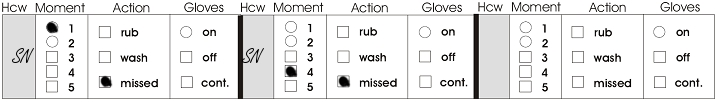 Hcw Moment Action Gloves Hcw Moment Action Gloves Hcw Moment Action Gloves
1 rub on 1 rub on 1 rub on
2 2 2
SN 3 wash off SN 3 wash off 3 wash off
4 4 4
5 missed cont. 5 missed cont. 5 missed cont.